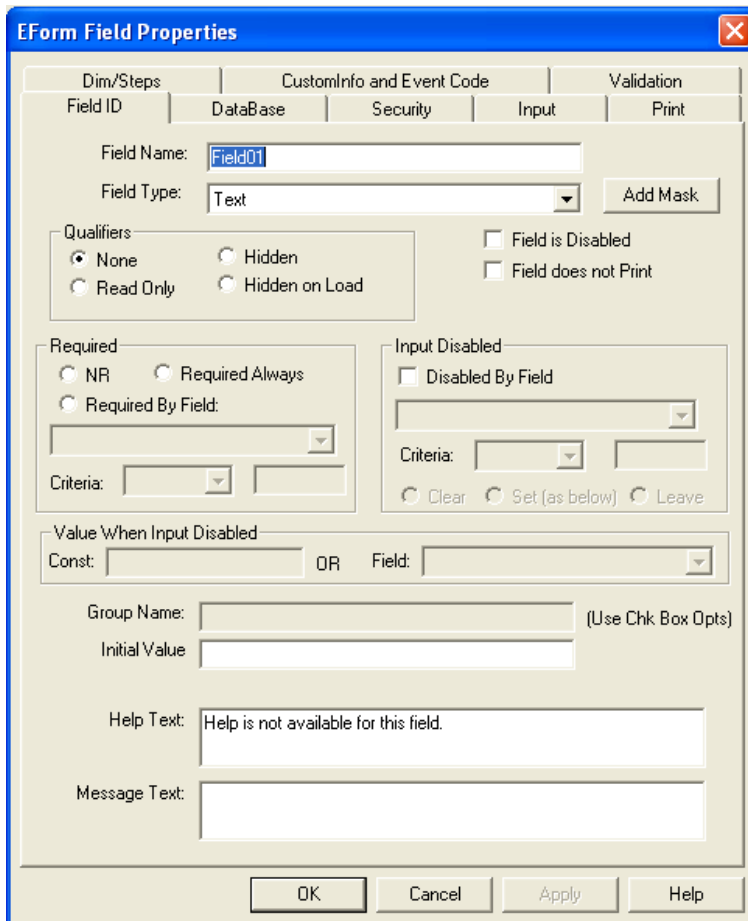 EForm Field Properties
Dim/Steps CustomInfo and Event Code Validation
Field ID DataBase Security Input Print
Field Name: Field01
Field Type: Text Add Mask
Qualifiers
None Hidden Field is Disabled
Read Only Hidden on Load Field does not Print
Required Input Disabled
NR Required Always Disabled By Field
Required By Field:
Criteria: Criteria:
Clear Set (as below) Leave
Value When Input Disabled
Const: OR Field:
Group Name: (Use Chk Box Opts)
Initial Value
Help Text: Help is not available for this field.
Message Text:
OK Cancel Apply Help